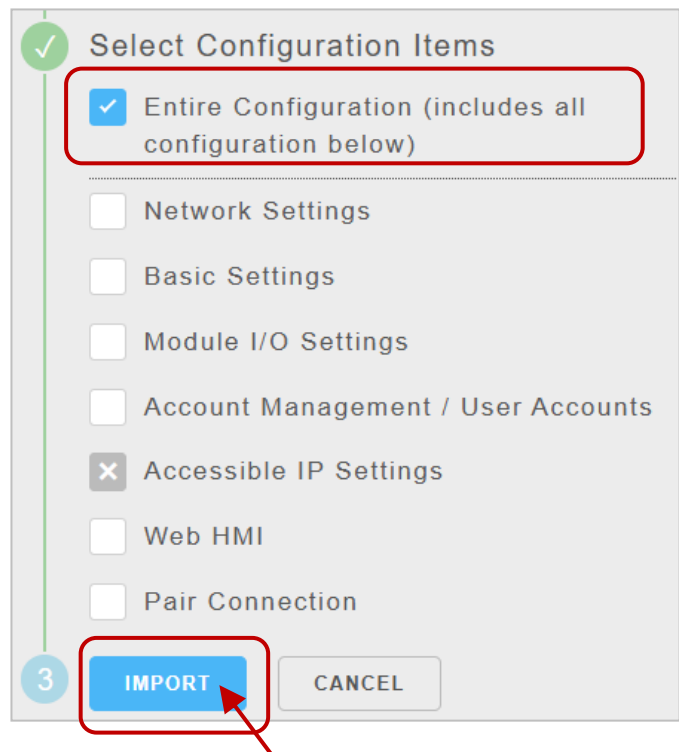 Select Configuration Items
Entire Configuration (includes all
configuration below)
Network Settings
Basic Settings
Module I/O Settings
Account Management / User Accounts
Accessible IP Settings
Web HMI
Pair Connection
3 IMPORT CANCEL